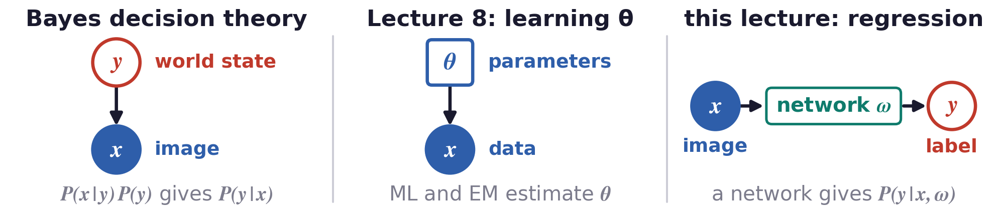 Bayes decision theory
y
world state
x
image
P(x|y)P(y) gives P(y|x)
Lecture 8: learning θ
θ
parameters
x
data
ML and EM estimate θ
this lecture: regression
x
network ω
y
image
label
a network gives P(y|x, ω)